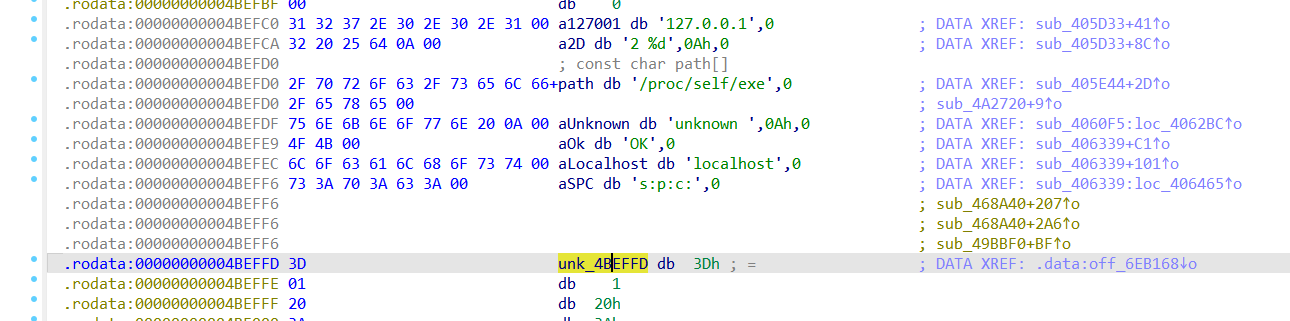 .rodata:00000000004BEFBF 00 db 0
.rodata:00000000004BEFC0 31 32 37 2E 30 2E 30 2E 31 00 a127001 db '127.0.0.1',0 ; DATA XREF: sub_405D33+41↑o
.rodata:00000000004BEFCA 32 20 25 64 0A 00 a2D db '2 %d',0Ah,0 ; DATA XREF: sub_405D33+8C↑o
.rodata:00000000004BEFD0 ; const char path[]
.rodata:00000000004BEFD0 2F 70 72 6F 63 2F 73 65 6C 66+path db '/proc/self/exe',0 ; DATA XREF: sub_405E44+2D↑o
.rodata:00000000004BEFD0 2F 65 78 65 00 ; sub_4A2720+9↑o
.rodata:00000000004BEFDF 75 6E 6B 6E 6F 77 6E 20 0A 00 aUnknown db 'unknown ',0Ah,0 ; DATA XREF: sub_4060F5:loc_4062BC↑o
.rodata:00000000004BEFE9 4F 4B 00 aOk db 'OK',0 ; DATA XREF: sub_406339+C1↑o
.rodata:00000000004BEFEC 6C 6F 63 61 6C 68 6F 73 74 00 aLocalhost db 'localhost',0 ; DATA XREF: sub_406339+101↑o
.rodata:00000000004BEFF6 73 3A 70 3A 63 3A 00 aSPC db 's:p:c:',0 ; DATA XREF: sub_406339:loc_406465↑o
.rodata:00000000004BEFF6 ; sub_468A40+207↑o
.rodata:00000000004BEFF6 ; sub_468A40+2A6↑o
.rodata:00000000004BEFF6 ; sub_49BBF0+BF↑o
.rodata:00000000004BEFFD 3D unk_4BEFFD db 3Dh ; = ; DATA XREF: .data:off_6EB168↓o
.rodata:00000000004BEFFE 01 db 1
.rodata:00000000004BEFFF 20 db 20h